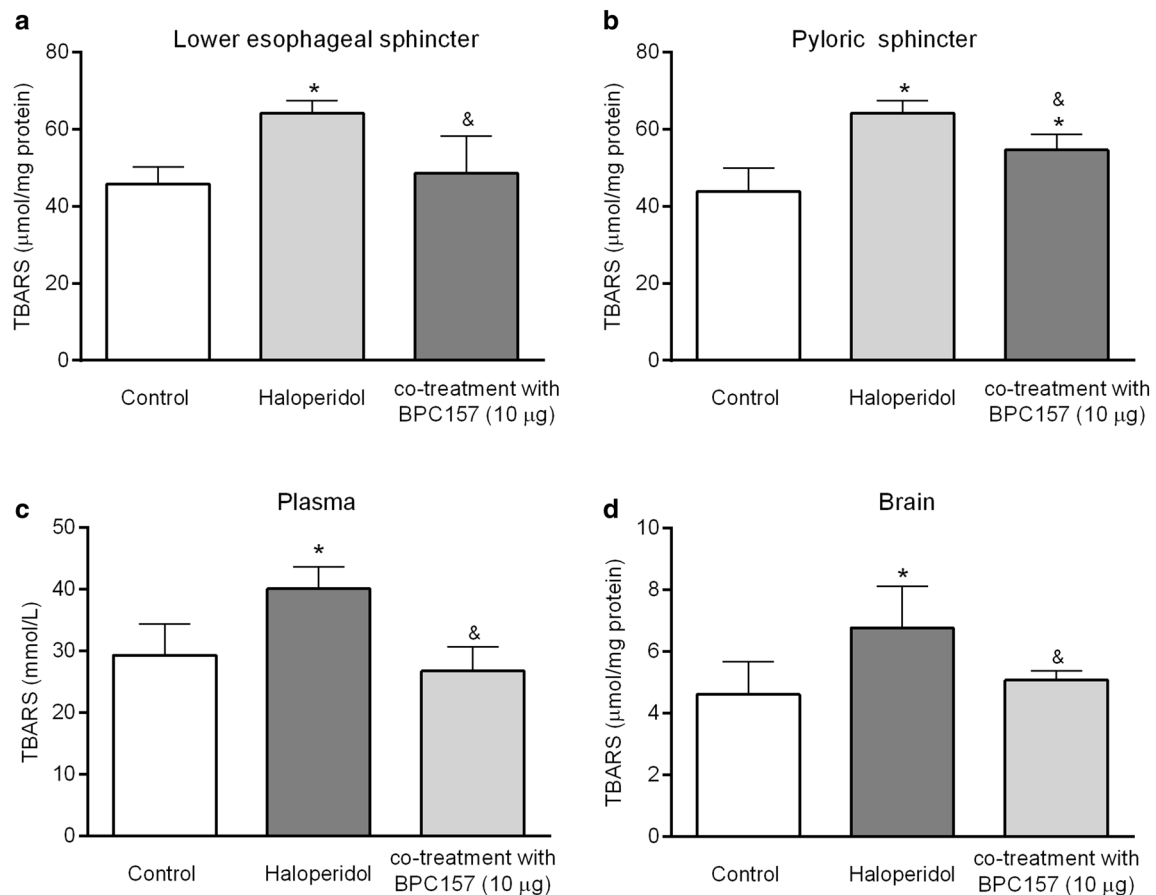 a
Lower esophageal sphincter
TBARS (μmol/mg protein)
80
60
40
20
0
*
&
Control
Haloperidol
co-treatment with
BPC157 (10 μg)
b
Pyloric sphincter
TBARS (μmol/mg protein)
80
60
40
20
0
*
&
*
Control
Haloperidol
co-treatment with
BPC157 (10 μg)
c
Plasma
TBARS (mmol/L)
50
40
30
20
10
0
*
&
Control
Haloperidol
co-treatment with
BPC157 (10 μg)
d
Brain
TBARS (μmol/mg protein)
10
8
6
4
2
0
*
&
Control
Haloperidol
co-treatment with
BPC157 (10 μg)